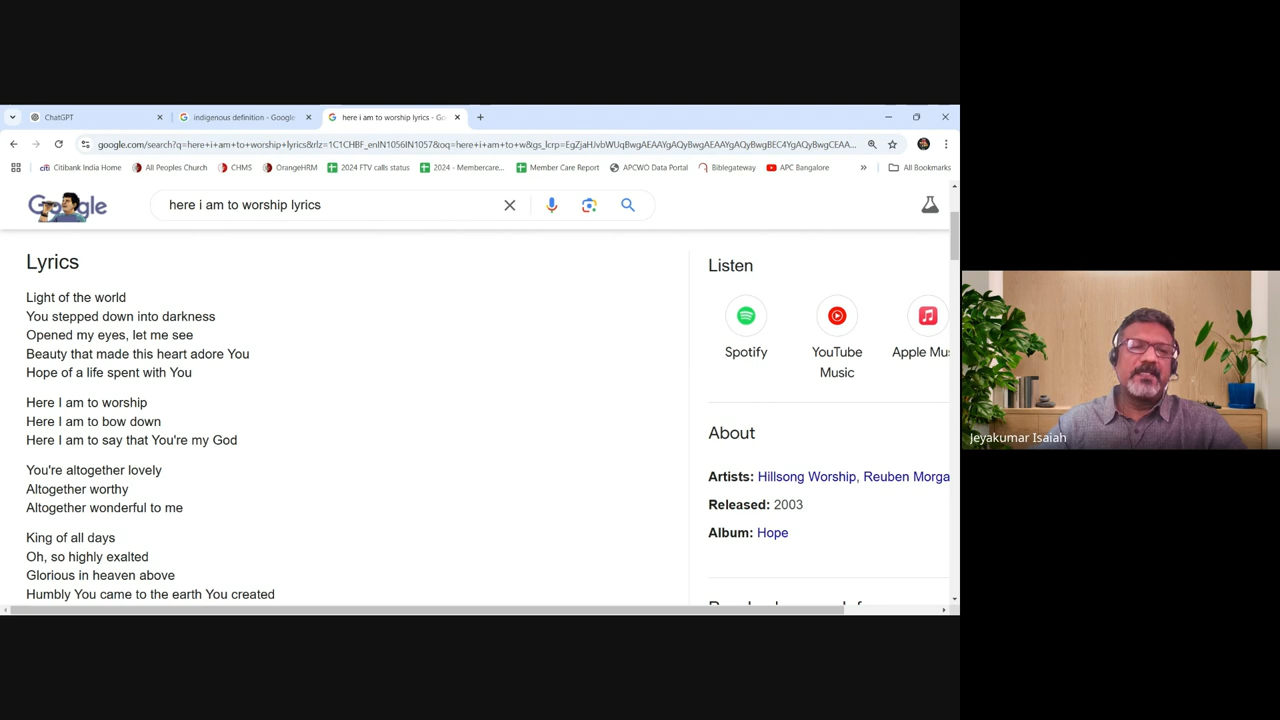 ChatGPT
indigenous definition - Google
here i am to worship lyrics - Go
google.com/search?q=here+i+am+to+worship+lyrics&rlz=1C1CHBF_enIN1056IN1057&oq=here+i+am+to+w&gs_lcrp=
Citibank India Home
All Peoples Church
CHMS
OrangeHRM
2024 FTV calls status
2024 - Membercare...
Member Care Report
APCWO Data Portal
Biblegateway
APC Bangalore
All Bookmarks
here i am to worship lyrics
Lyrics
Light of the world
You stepped down into darkness
Opened my eyes, let me see
Beauty that made this heart adore You
Hope of a life spent with You
Here I am to worship
Here I am to bow down
Here I am to say that You're my God
You're altogether lovely
Altogether worthy
Altogether wonderful to me
King of all days
Oh, so highly exalted
Glorious in heaven above
Humbly You came to the earth You created
Listen
Spotify
YouTube
Music
Apple Mu
About
Artists: Hillsong Worship, Reuben Morga
Released: 2003
Album: Hope
Jeyakumar Isaiah